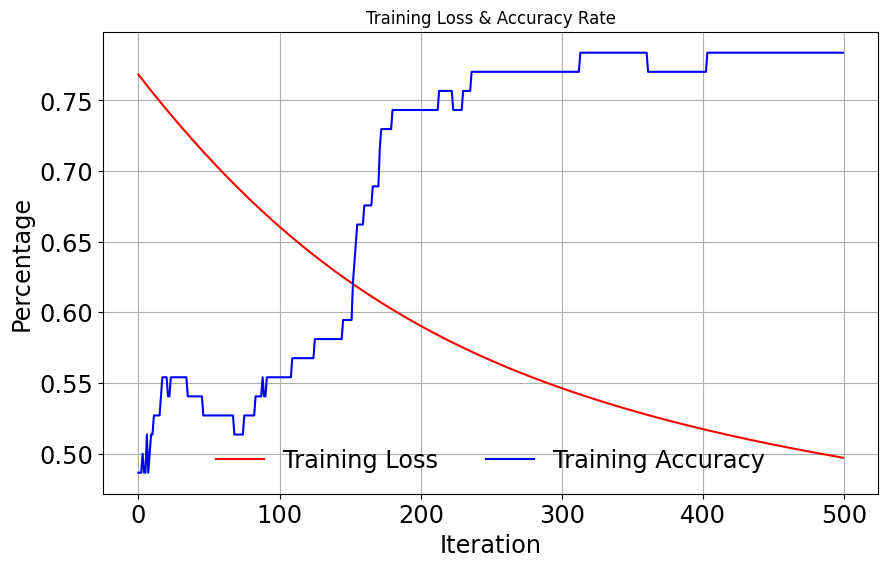 Training Loss & Accuracy Rate
Percentage
0.75
0.70
0.65
0.60
0.55
0.50
Training Loss
Training Accuracy
0 100 200 300 400 500
Iteration